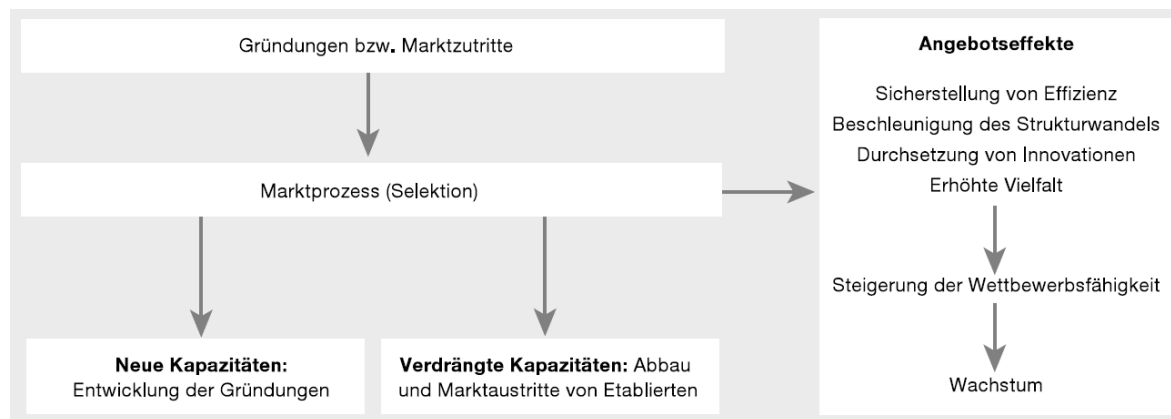 Gründungen bzw. Marktzutritte
Marktprozess (Selektion)
Neue Kapazitäten:
Entwicklung der Gründungen
Verdrängte Kapazitäten: Abbau
und Marktaustritte von Etablierten
Angebotseffekte
Sicherstellung von Effizienz
Beschleunigung des Strukturwandels
Durchsetzung von Innovationen
Erhöhte Vielfalt
Steigerung der Wettbewerbsfähigkeit
Wachstum